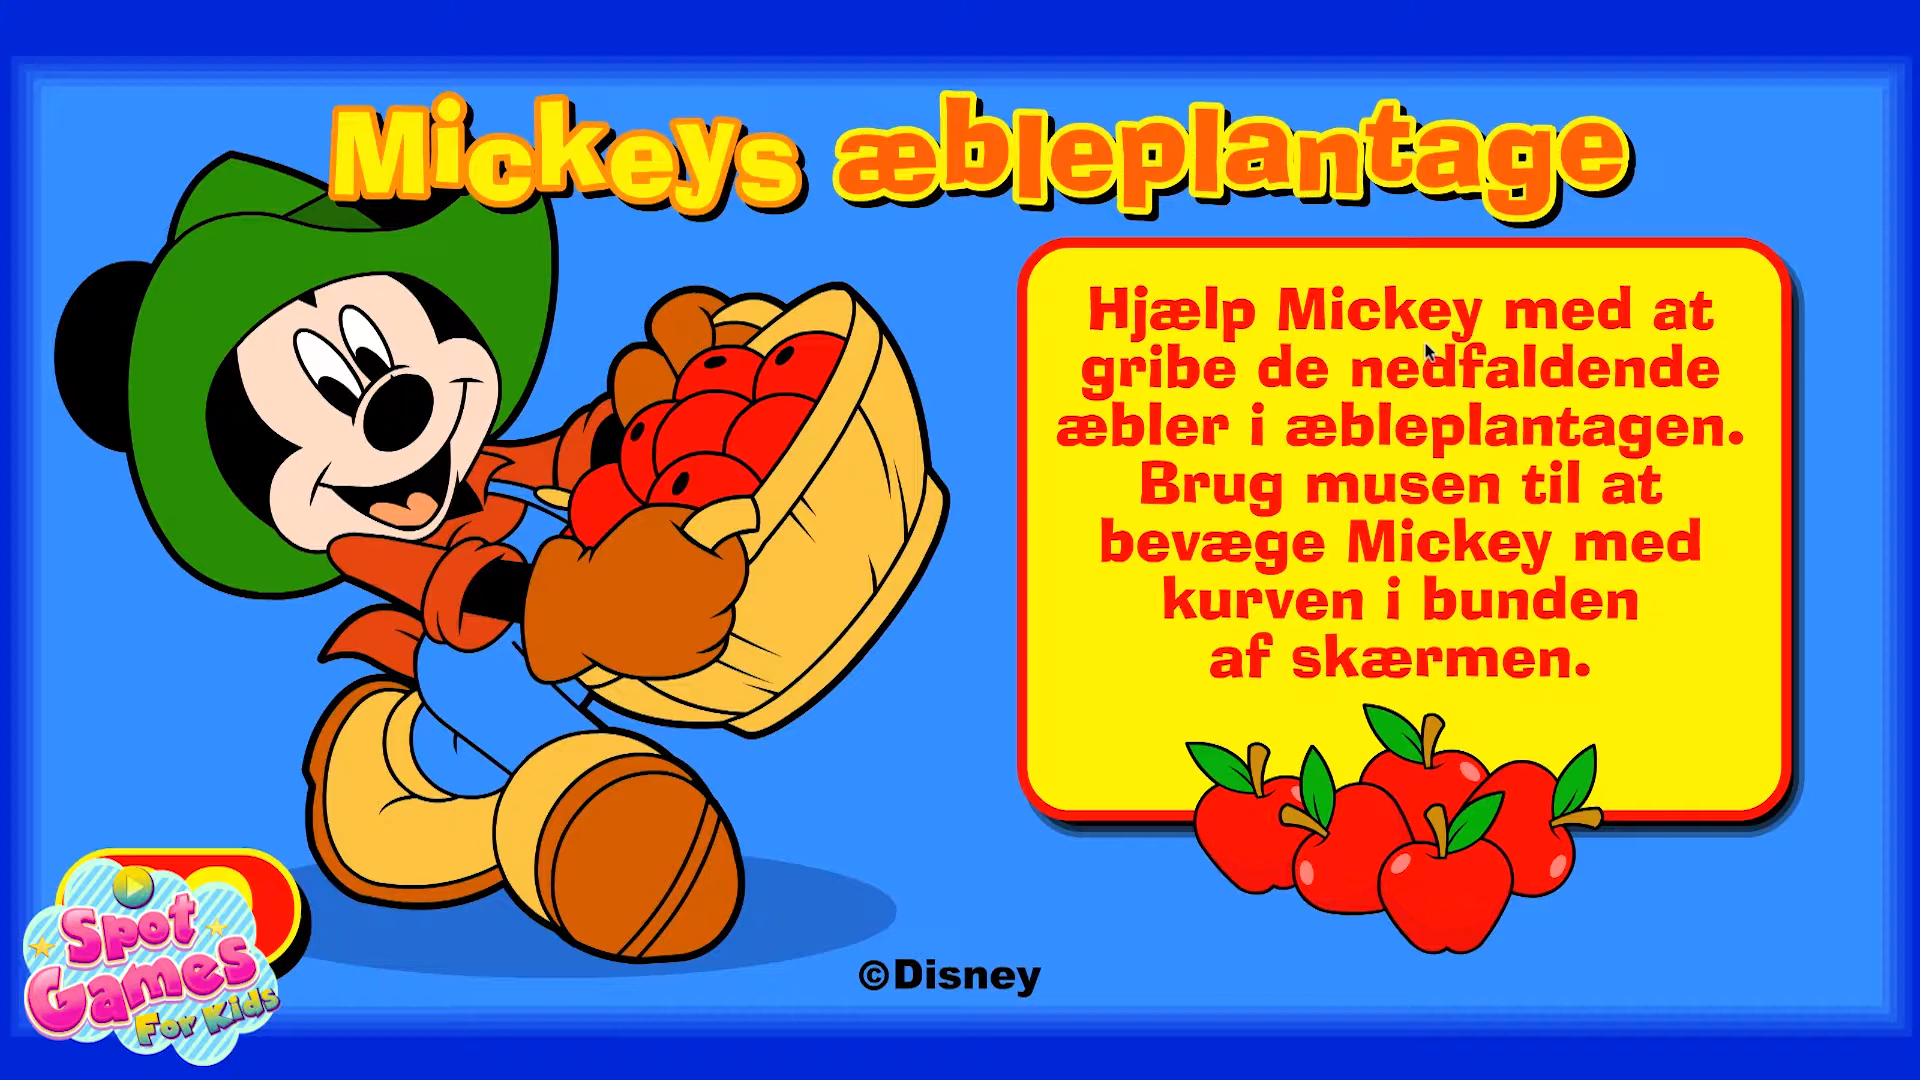 Mickeys æbleplantage
Hjælp Mickey med at
gribe de nedfaldende
æbler i æbleplantagen.
Brug musen til at
bevæge Mickey med
kurven i bunden
af skærmen.
©Disney
Spot
Games
For Kids